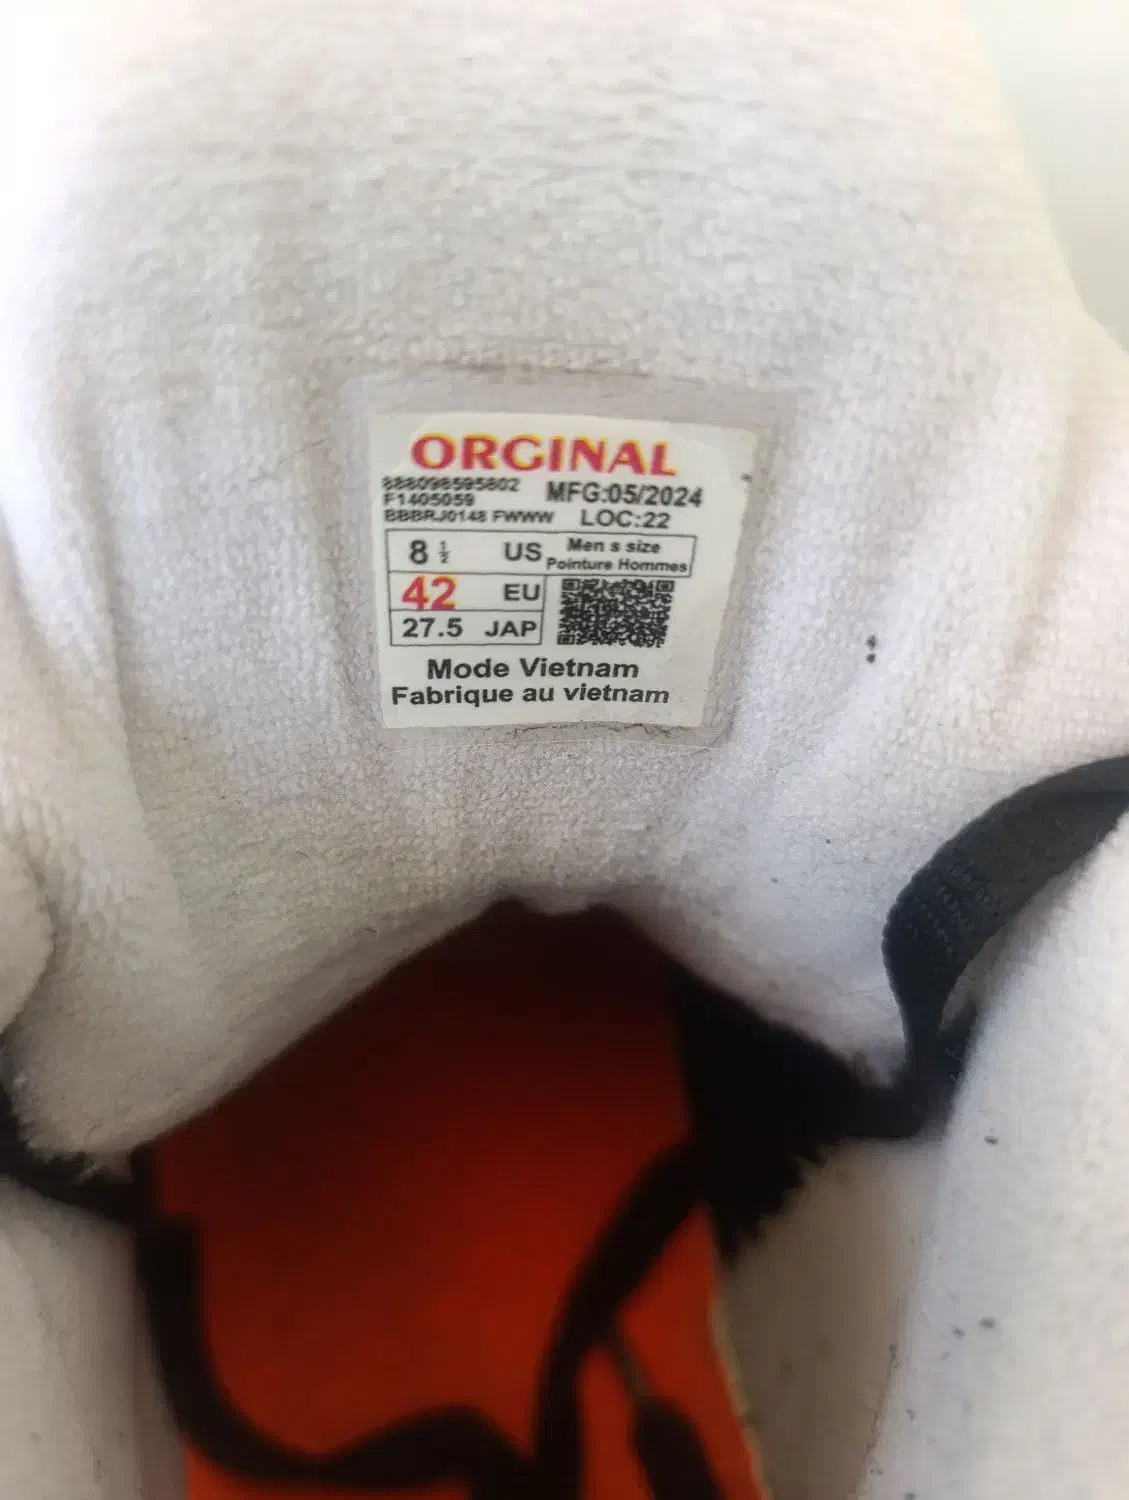 ORGINAL
888098595802
F1405059 MFG:05/2024
BBBRJ0148 FWWW LOC:22
8 1/2 US Men s size
Pointure Hommes
42 EU
27.5 JAP
Mode Vietnam
Fabrique au vietnam